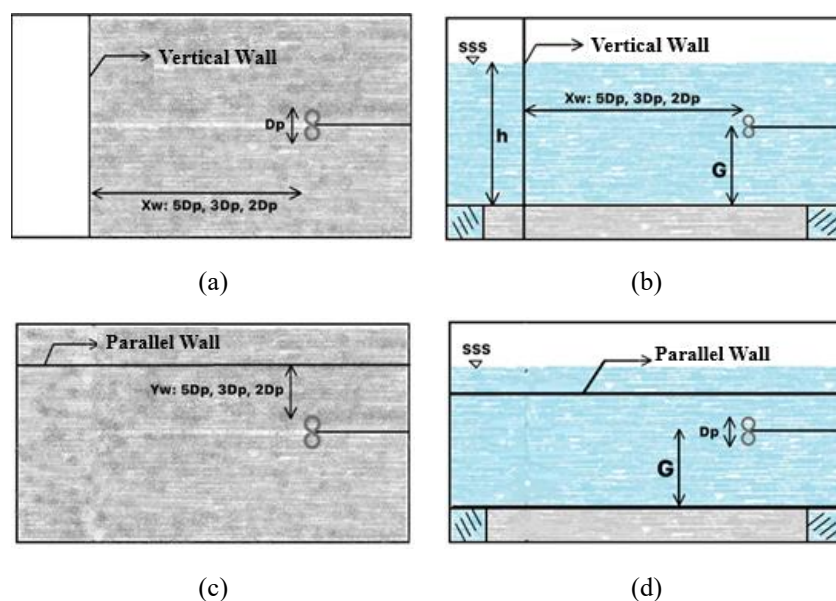 Vertical Wall
Dp
Xw: 5Dp, 3Dp, 2Dp
(a)
sss
Vertical Wall
Xw: 5Dp, 3Dp, 2Dp
h
G
(b)
Parallel Wall
Yw: 5Dp, 3Dp, 2Dp
(c)
sss
Parallel Wall
Dp
G
(d)